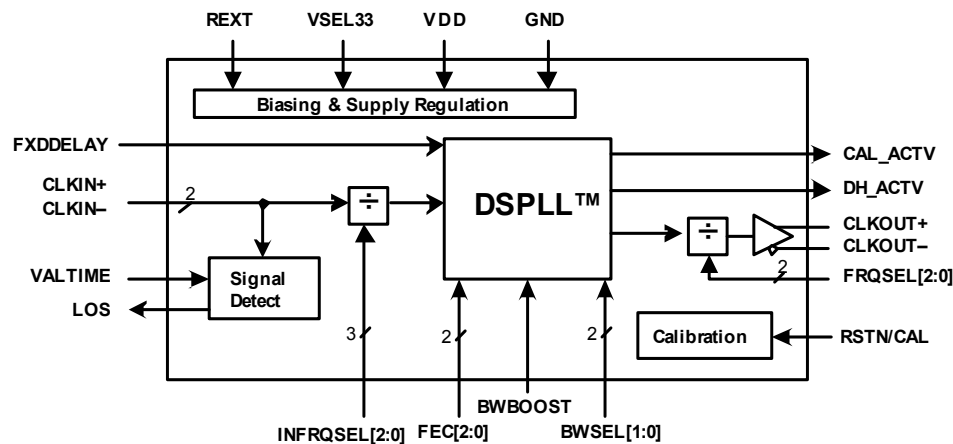 REXT VSEL33 VDD GND
Biasing & Supply Regulation
FXDDELAY
CAL_ACTV
CLKIN+
CLKIN–
2
÷
DSPLL™
DH_ACTV
÷
CLKOUT+
CLKOUT–
VALTIME
LOS
Signal
Detect
2
FRQSEL[2:0]
3
2
2
Calibration
RSTN/CAL
BWBOOST
INFRQSEL[2:0] FEC[2:0] BWSEL[1:0]